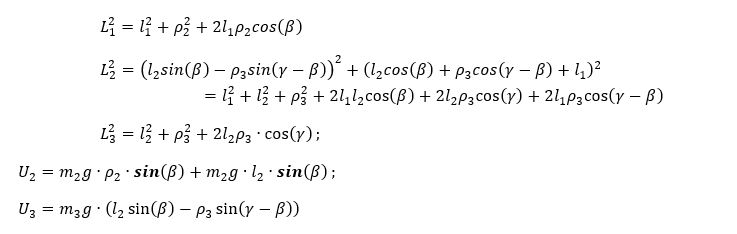 L₁² = l₁² + ρ₂² + 2l₁ρ₂cos(β)
L₂² = (l₂sin(β) − ρ₃sin(γ − β))² + (l₂cos(β) + ρ₃cos(γ − β) + l₁)²
= l₁² + l₂² + ρ₃² + 2l₁l₂cos(β) + 2l₂ρ₃cos(γ) + 2l₁ρ₃cos(γ − β)
L₃² = l₂² + ρ₃² + 2l₂ρ₃ · cos(γ) ;
U₂ = m₂g · ρ₂ · sin(β) + m₂g · l₂ · sin(β) ;
U₃ = m₃g · (l₂ sin(β) − ρ₃ sin(γ − β))